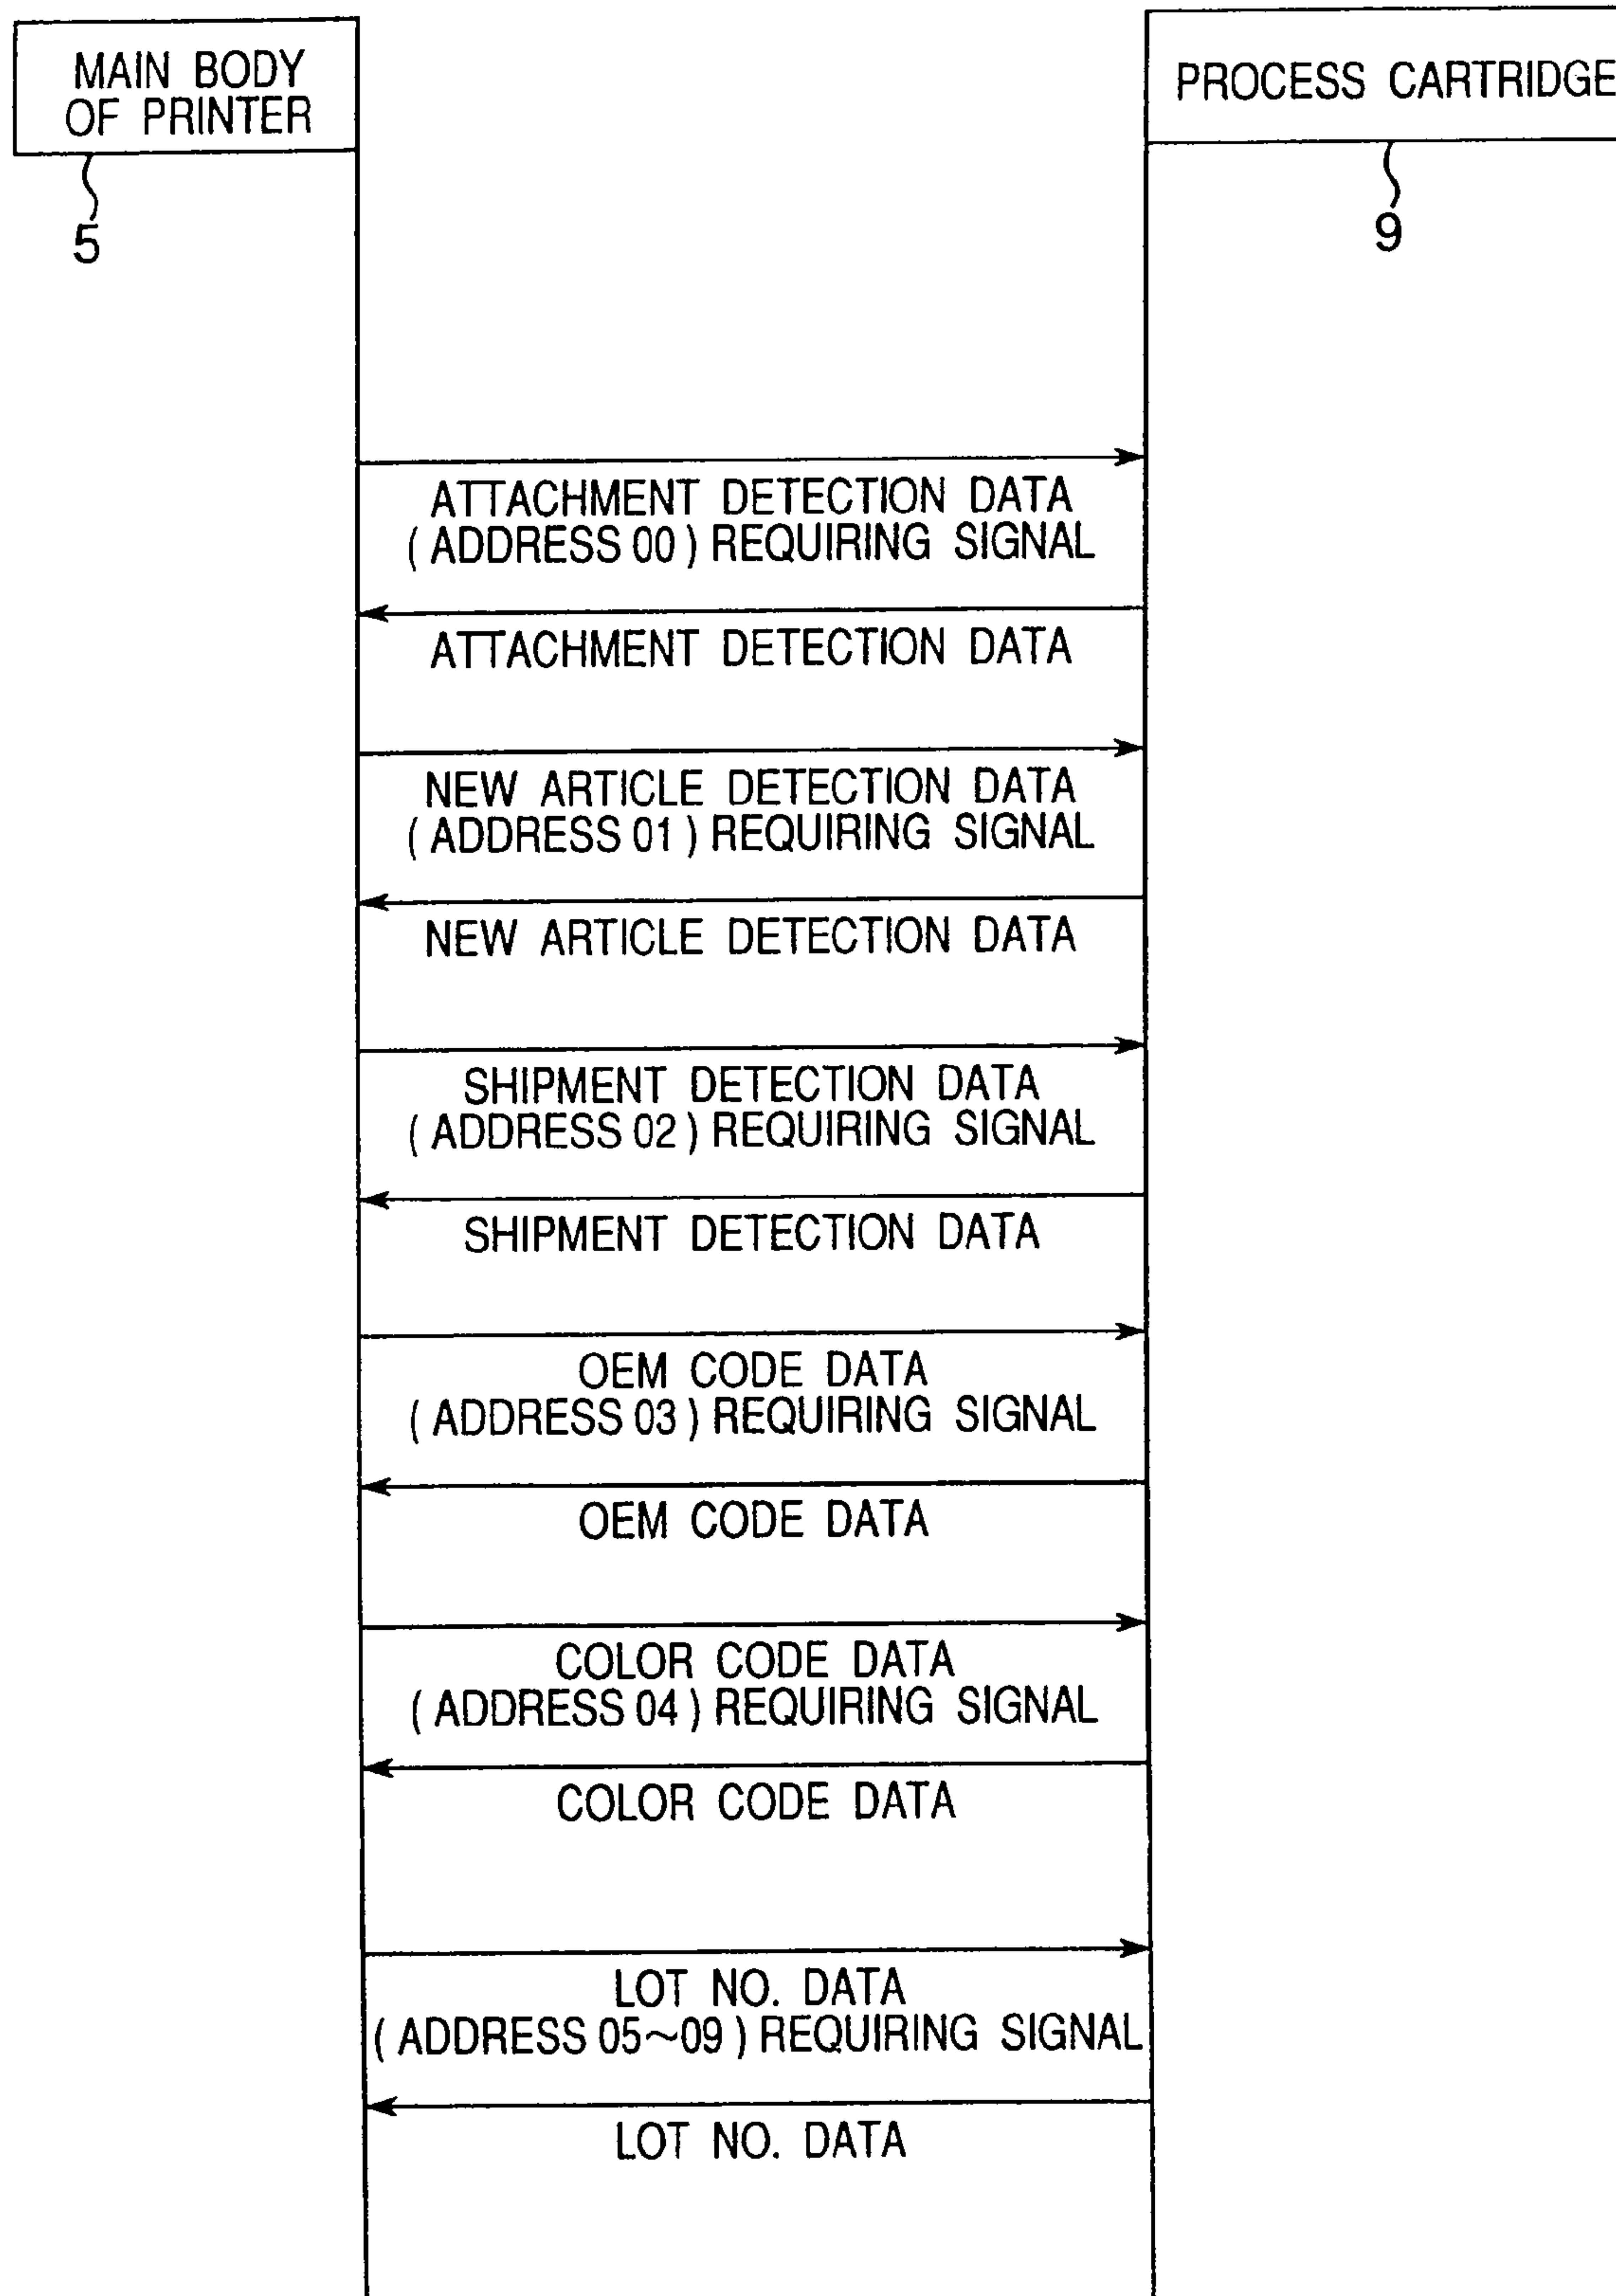 MAIN BODY
OF PRINTER
PROCESS CARTRIDGE
5
9
ATTACHMENT DETECTION DATA
( ADDRESS 00 ) REQUIRING SIGNAL
ATTACHMENT DETECTION DATA
NEW ARTICLE DETECTION DATA
( ADDRESS 01 ) REQUIRING SIGNAL
NEW ARTICLE DETECTION DATA
SHIPMENT DETECTION DATA
( ADDRESS 02 ) REQUIRING SIGNAL
SHIPMENT DETECTION DATA
OEM CODE DATA
( ADDRESS 03 ) REQUIRING SIGNAL
OEM CODE DATA
COLOR CODE DATA
( ADDRESS 04 ) REQUIRING SIGNAL
COLOR CODE DATA
LOT NO. DATA
( ADDRESS 05~09 ) REQUIRING SIGNAL
LOT NO. DATA